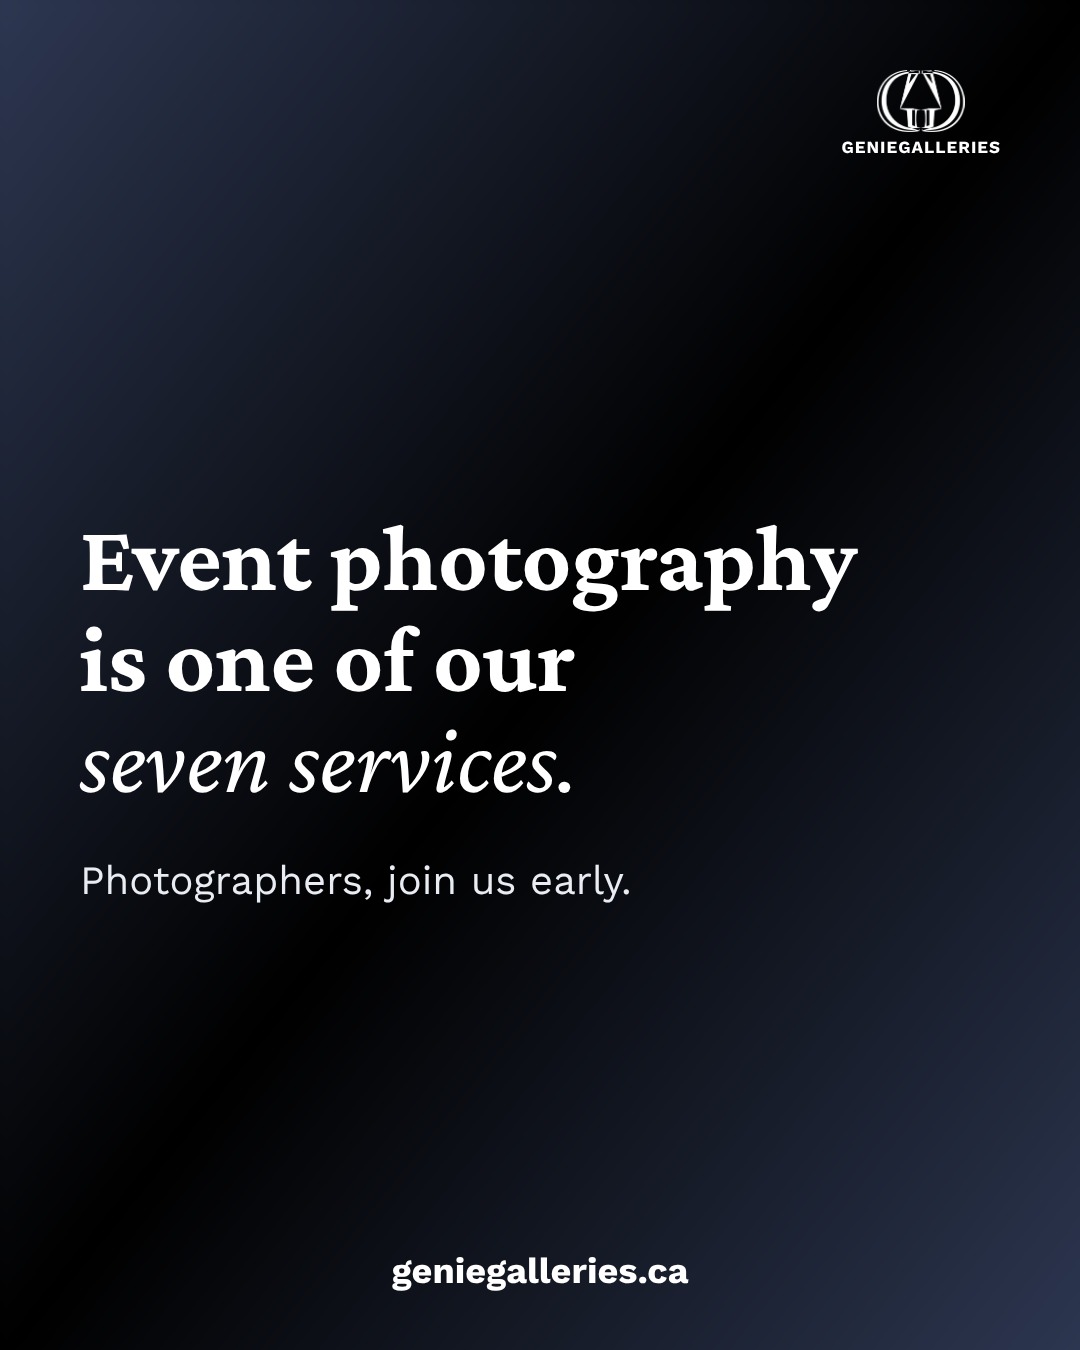 GENIEGALLERIES
Event photography
is one of our
seven services.
Photographers, join us early.
geniegalleries.ca